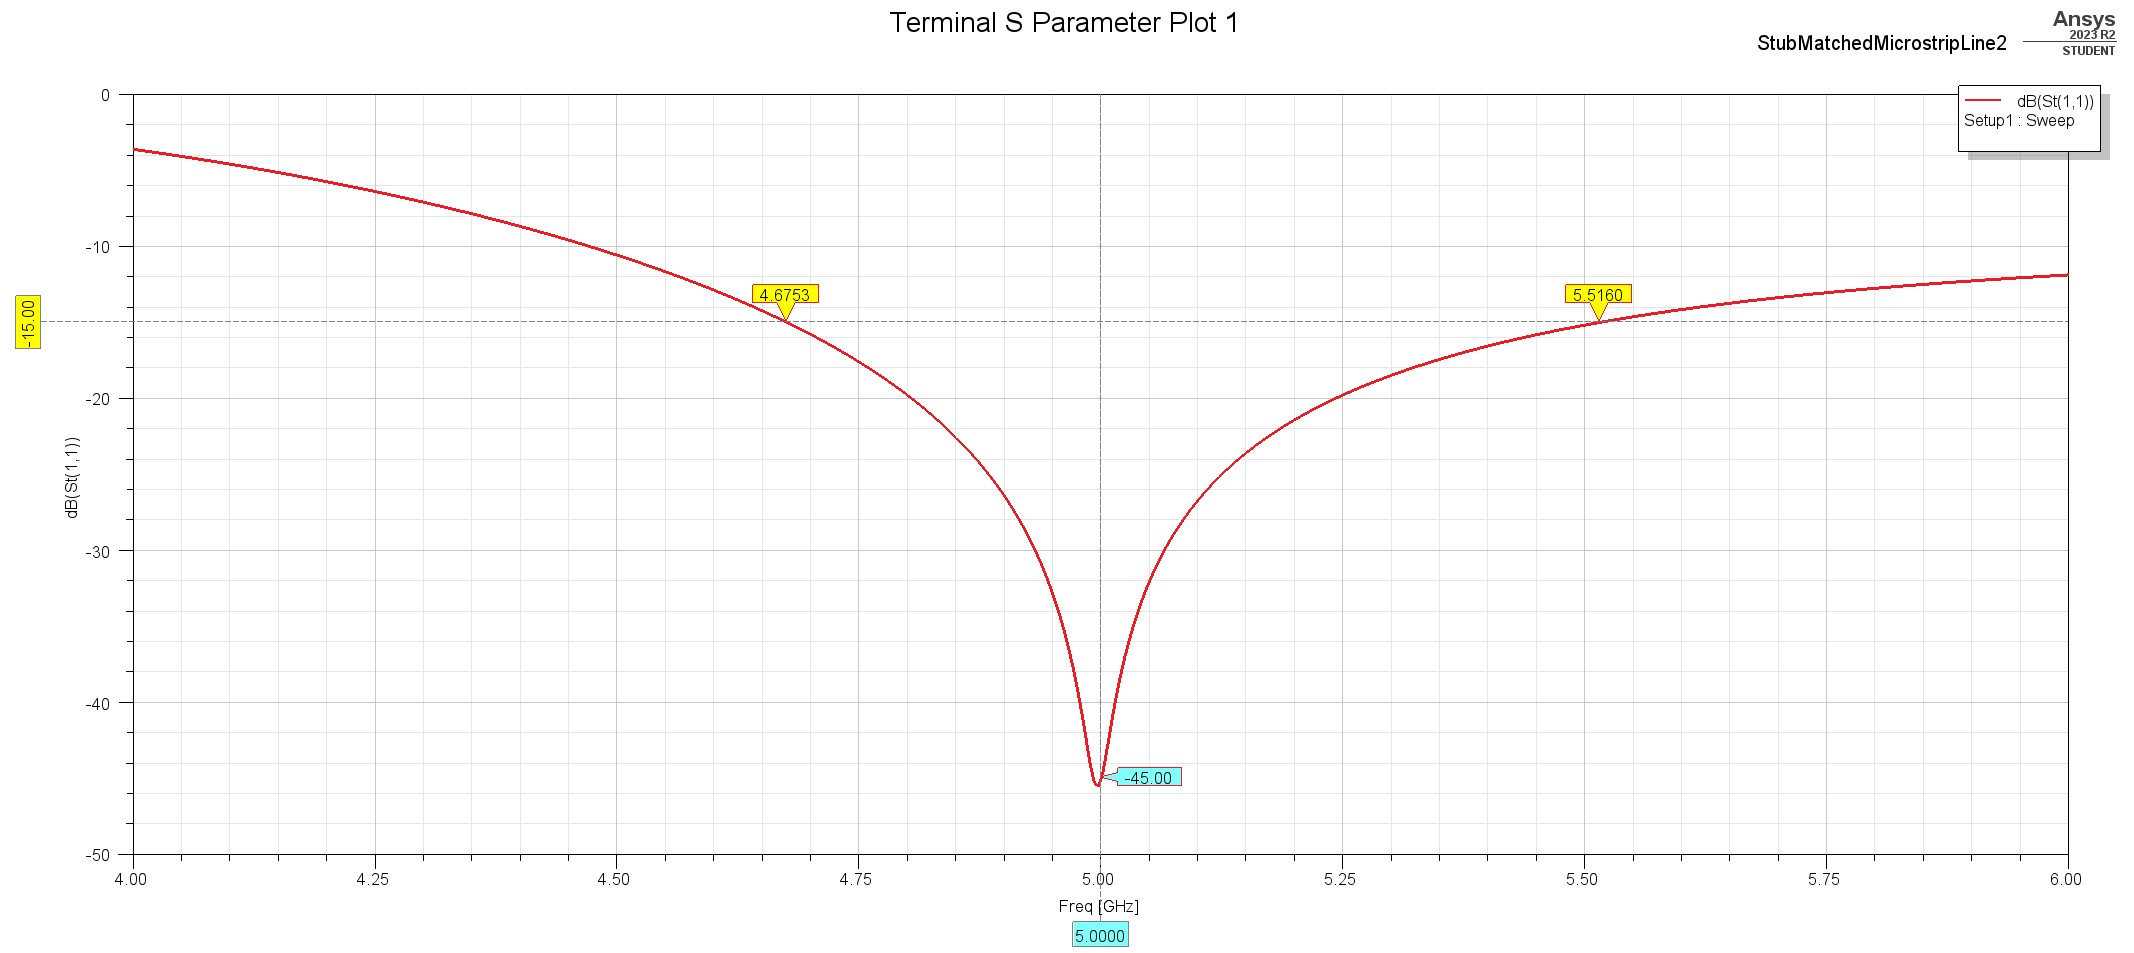 Terminal S Parameter Plot 1
Ansys
2023 R2
STUDENT
StubMatchedMicrostripLine2
dB(St(1,1))
Setup1 : Sweep
0
-10
-20
-30
-40
-50
dB(St(1,1))
-15.00
4.6753
5.5160
-45.00
4.00
4.25
4.50
4.75
5.00
5.25
5.50
5.75
6.00
Freq [GHz]
5.0000